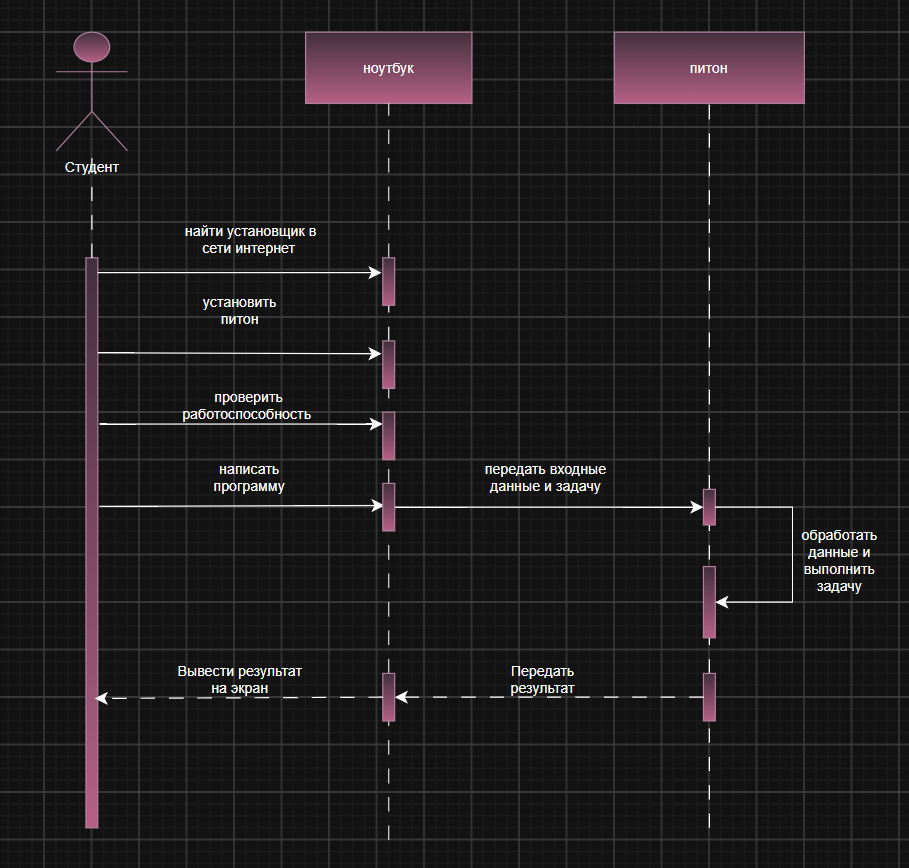 ноутбук
питон
Студент
найти установщик в
сети интернет
установить
питон
проверить
работоспособность
написать
программу
передать входные
данные и задачу
обработать
данные и
выполнить
задачу
Вывести результат
на экран
Передать
результат